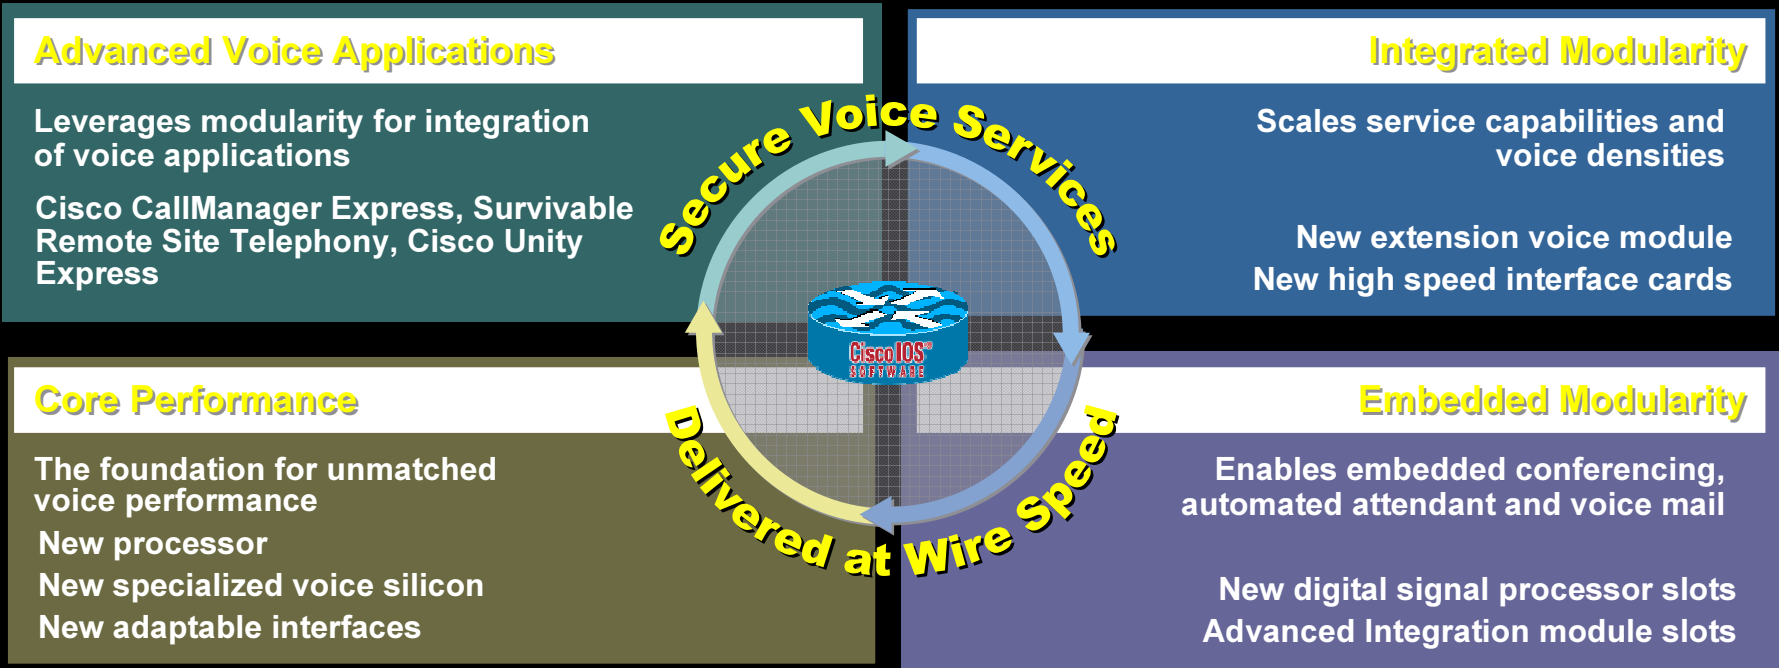 Advanced Voice Applications
Leverages modularity for integration
of voice applications
Cisco CallManager Express, Survivable
Remote Site Telephony, Cisco Unity
Express
Integrated Modularity
Scales service capabilities and
voice densities
New extension voice module
New high speed interface cards
Secure Voice Services
Cisco IOS
SOFTWARE
Delivered at Wire Speed
Core Performance
The foundation for unmatched
voice performance
New processor
New specialized voice silicon
New adaptable interfaces
Embedded Modularity
Enables embedded conferencing,
automated attendant and voice mail
New digital signal processor slots
Advanced Integration module slots